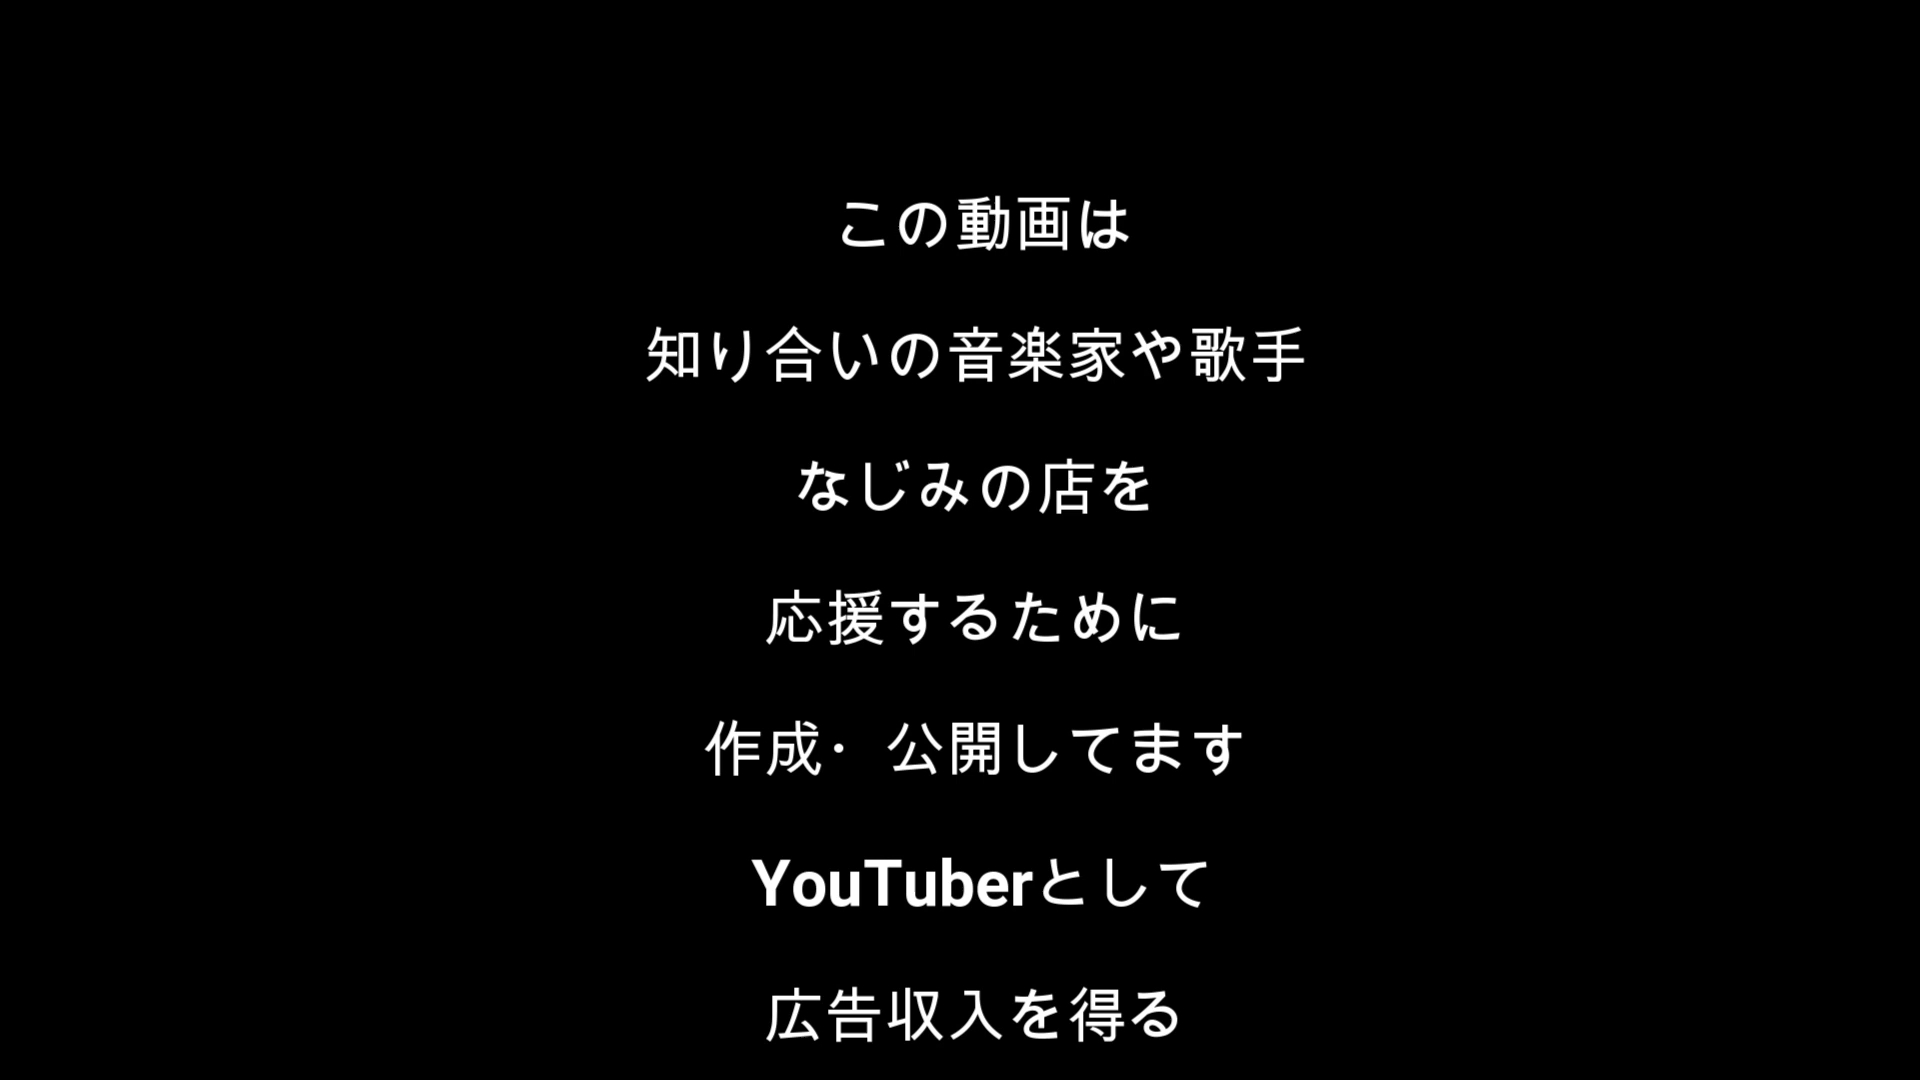 この動画は
知り合いの音楽家や歌手
なじみの店を
応援するために
作成・公開してます
YouTuberとして
広告収入を得る